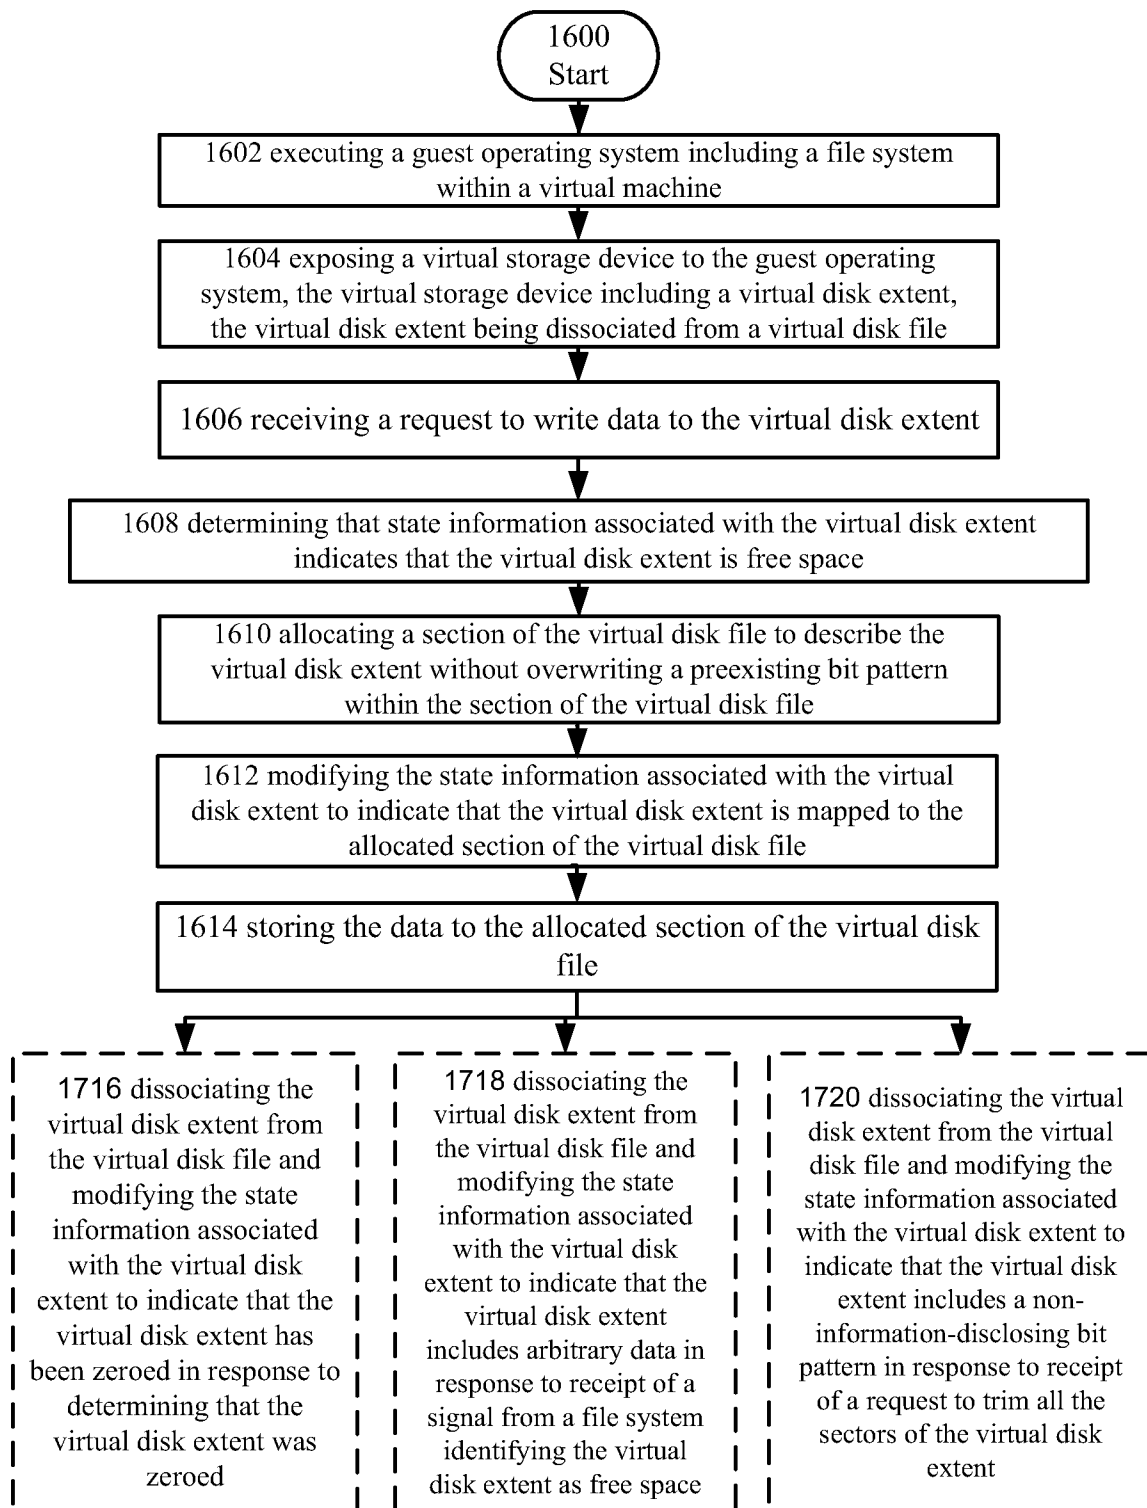 1600
Start
1602 executing a guest operating system including a file system
within a virtual machine
1604 exposing a virtual storage device to the guest operating
system, the virtual storage device including a virtual disk extent,
the virtual disk extent being dissociated from a virtual disk file
1606 receiving a request to write data to the virtual disk extent
1608 determining that state information associated with the virtual disk extent
indicates that the virtual disk extent is free space
1610 allocating a section of the virtual disk file to describe the
virtual disk extent without overwriting a preexisting bit pattern
within the section of the virtual disk file
1612 modifying the state information associated with the virtual
disk extent to indicate that the virtual disk extent is mapped to the
allocated section of the virtual disk file
1614 storing the data to the allocated section of the virtual disk
file
1716 dissociating the
virtual disk extent from
the virtual disk file and
modifying the state
information associated
with the virtual disk
extent to indicate that the
virtual disk extent has
been zeroed in response to
determining that the
virtual disk extent was
zeroed
1718 dissociating the
virtual disk extent from
the virtual disk file and
modifying the state
information associated
with the virtual disk
extent to indicate that the
virtual disk extent
includes arbitrary data in
response to receipt of a
signal from a file system
identifying the virtual
disk extent as free space
1720 dissociating the virtual
disk extent from the virtual
disk file and modifying the
state information associated
with the virtual disk extent to
indicate that the virtual disk
extent includes a non-
information-disclosing bit
pattern in response to receipt
of a request to trim all the
sectors of the virtual disk
extent